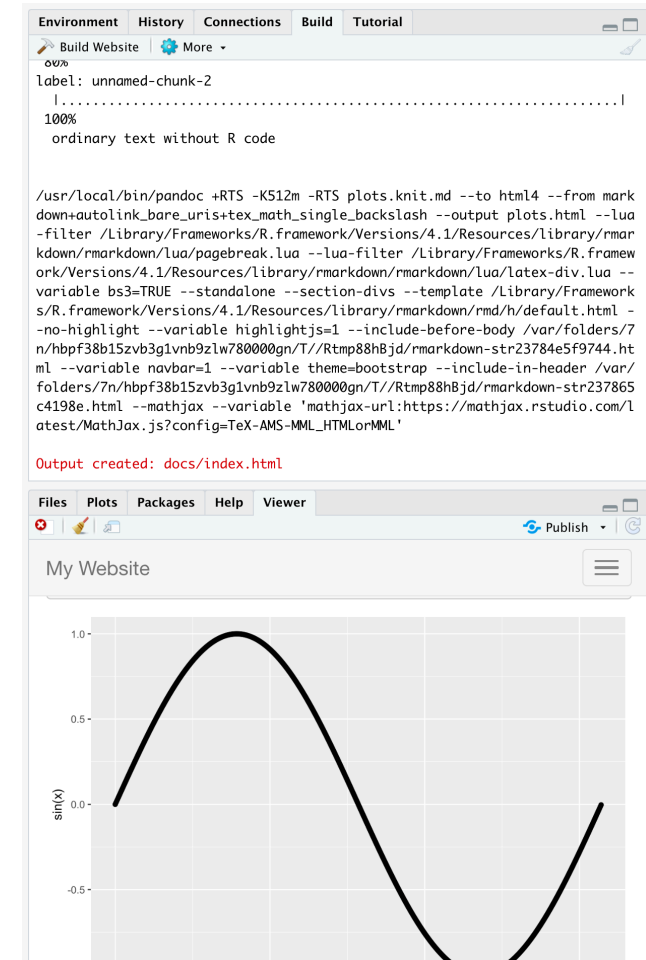 Environment History Connections Build Tutorial
Build Website More
80%
label: unnamed-chunk-2
|......................................................................|
100%
ordinary text without R code
/usr/local/bin/pandoc +RTS -K512m -RTS plots.knit.md --to html4 --from mark
down+autolink_bare_uris+tex_math_single_backslash --output plots.html --lua
-filter /Library/Frameworks/R.framework/Versions/4.1/Resources/library/rmar
kdown/rmarkdown/lua/pagebreak.lua --lua-filter /Library/Frameworks/R.framew
ork/Versions/4.1/Resources/library/rmarkdown/rmarkdown/lua/latex-div.lua --
variable bs3=TRUE --standalone --section-divs --template /Library/Framework
s/R.framework/Versions/4.1/Resources/library/rmarkdown/rmd/h/default.html -
-no-highlight --variable highlightjs=1 --include-before-body /var/folders/7
n/hbpf38b15zvb3g1vnb9zlw780000gn/T//Rtmp88hBjd/rmarkdown-str23784e5f9744.ht
ml --variable navbar=1 --variable theme=bootstrap --include-in-header /var/
folders/7n/hbpf38b15zvb3g1vnb9zlw780000gn/T//Rtmp88hBjd/rmarkdown-str237865
c4198e.html --mathjax --variable 'mathjax-url:https://mathjax.rstudio.com/l
atest/MathJax.js?config=TeX-AMS-MML_HTMLorMML'
Output created: docs/index.html
Files Plots Packages Help Viewer
Publish
My Website
1.0
0.5
sin(x)
0.0
-0.5